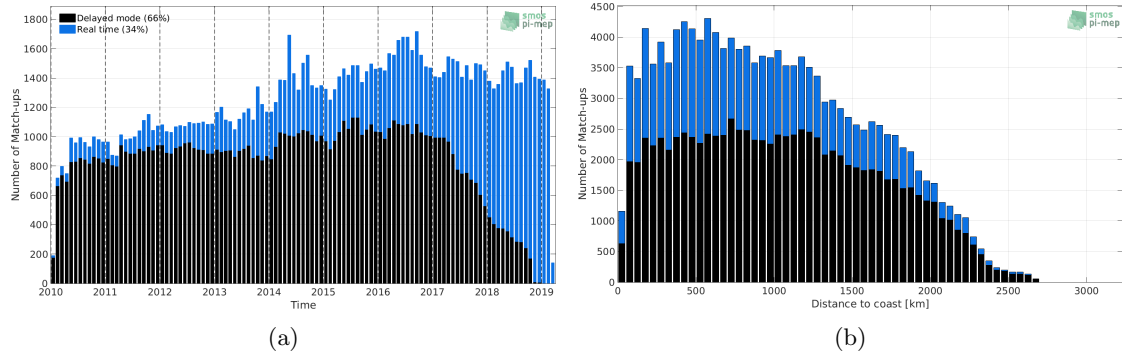 Delayed mode (66%)
Real time (34%)
smos
pi-mep
Number of Match-ups
1800
1600
1400
1200
1000
800
600
400
200
0
2010 2011 2012 2013 2014 2015 2016 2017 2018 2019
Time
(a)
smos
pi-mep
Number of Match-ups
4500
4000
3500
3000
2500
2000
1500
1000
500
0
0 500 1000 1500 2000 2500 3000
Distance to coast [km]
(b)